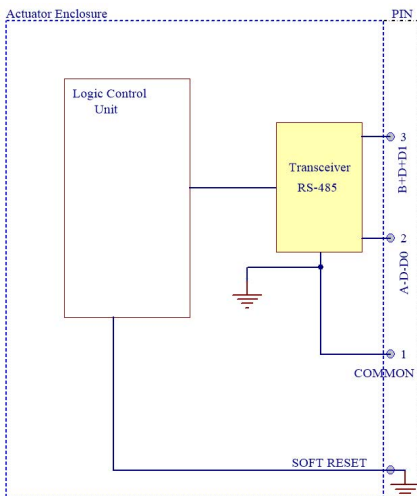 Actuator Enclosure
PIN
Logic Control
Unit
Transceiver
RS-485
3
B+D+D1
2
A-D-D0
1
COMMON
SOFT RESET